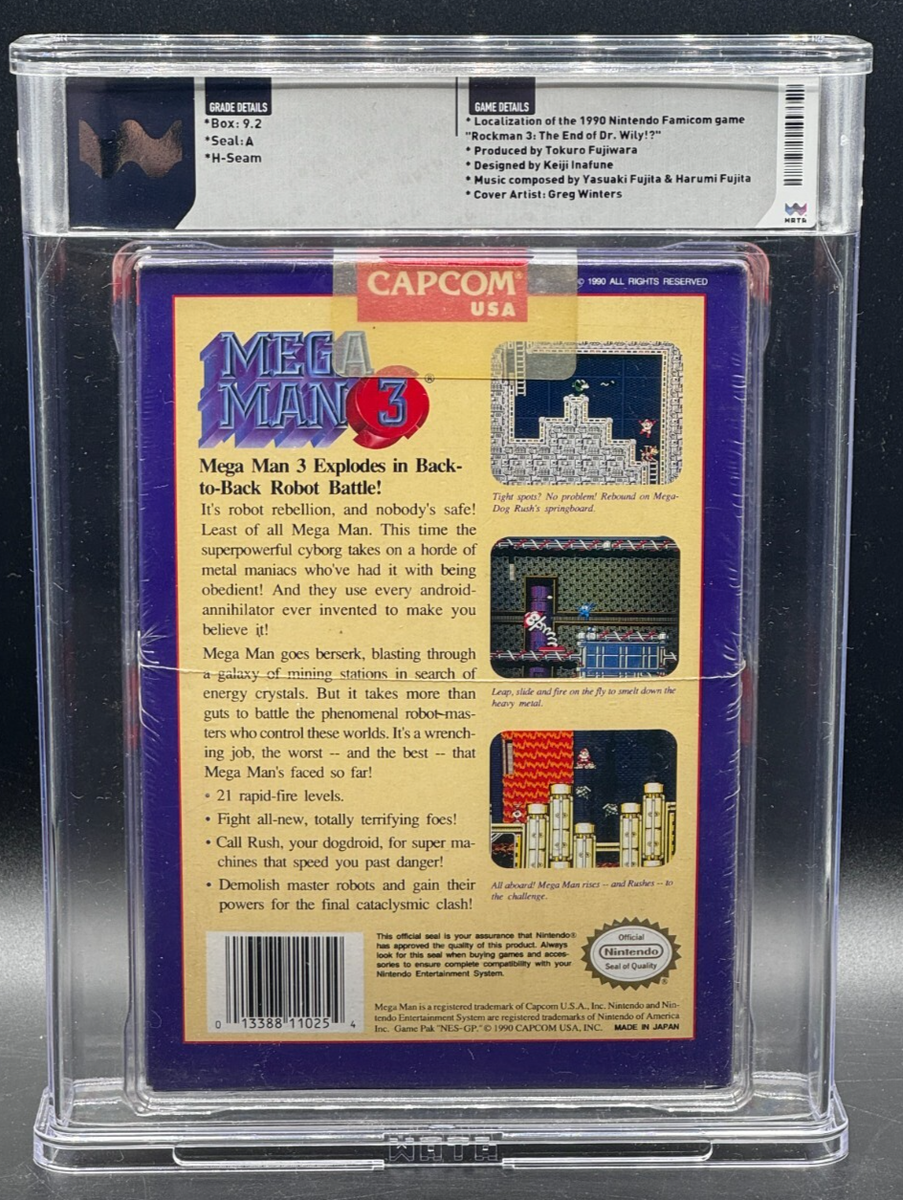 GRADE DETAILS
*Box: 9.2
*Seal: A
*H-Seam
GAME DETAILS
* Localization of the 1990 Nintendo Famicom game
"Rockman 3: The End of Dr. Wily!?"
* Produced by Tokuro Fujiwara
* Designed by Keiji Inafune
* Music composed by Yasuaki Fujita & Harumi Fujita
* Cover Artist: Greg Winters
WATA
CAPCOM®
USA
© 1990 ALL RIGHTS RESERVED
MEGA
MAN 3®
Mega Man 3 Explodes in Back-
to-Back Robot Battle!
It's robot rebellion, and nobody's safe!
Least of all Mega Man. This time the
superpowerful cyborg takes on a horde of
metal maniacs who've had it with being
obedient! And they use every android-
annihilator ever invented to make you
believe it!
Mega Man goes berserk, blasting through
a galaxy of mining stations in search of
energy crystals. But it takes more than
guts to battle the phenomenal robot-mas-
ters who control these worlds. It's a wrench-
ing job, the worst -- and the best -- that
Mega Man's faced so far!
• 21 rapid-fire levels.
• Fight all-new, totally terrifying foes!
• Call Rush, your dogdroid, for super ma-
chines that speed you past danger!
• Demolish master robots and gain their
powers for the final cataclysmic clash!
Tight spots? No problem! Rebound on Mega-
Dog Rush's springboard.
Leap, slide and fire on the fly to smelt down the
heavy metal.
All aboard! Mega Man rises -- and Rushes -- to
the challenge.
0 13388 11025 4
This official seal is your assurance that Nintendo®
has approved the quality of this product. Always
look for this seal when buying games and acces-
sories to ensure complete compatibility with your
Nintendo Entertainment System.
Official
Nintendo
Seal of Quality
®
Mega Man is a registered trademark of Capcom U.S.A., Inc. Nintendo and Nin-
tendo Entertainment System are registered trademarks of Nintendo of America
Inc. Game Pak "NES-GP," © 1990 CAPCOM USA, INC. MADE IN JAPAN
WATA